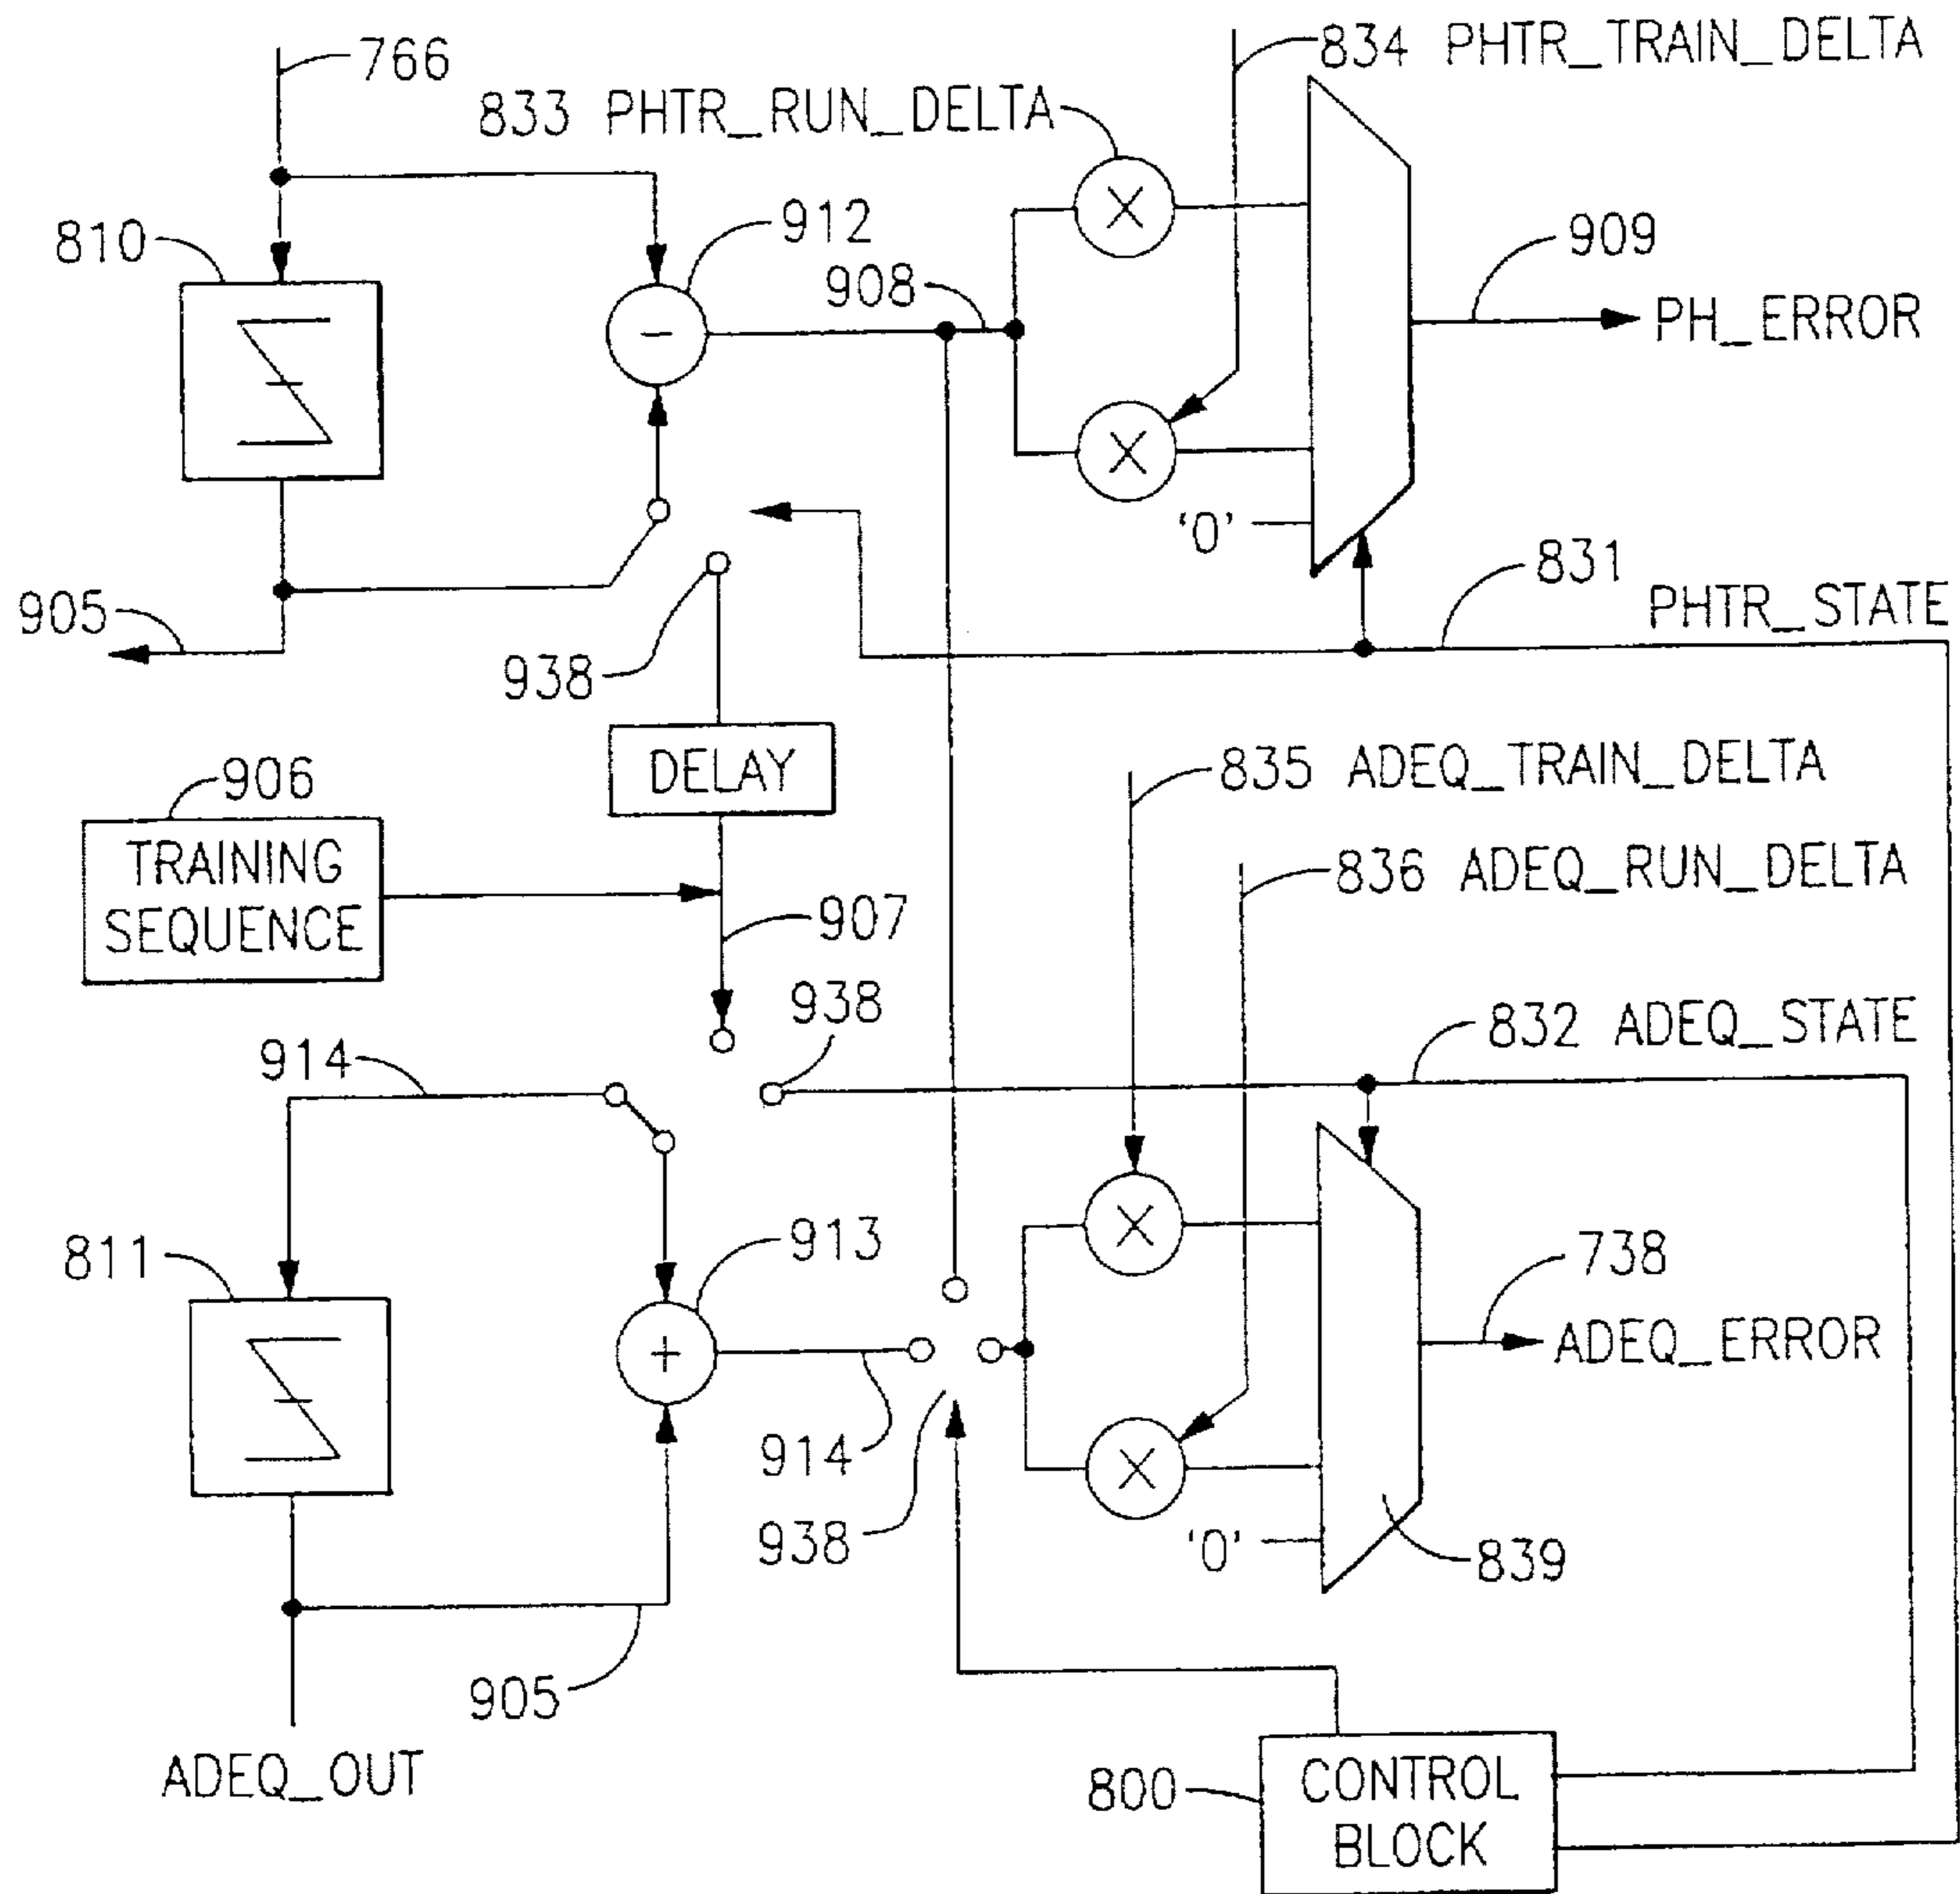 766
834 PHTR_TRAIN_DELTA
833 PHTR_RUN_DELTA
×
810
912
−
908
909
PH_ERROR
×
'0'
831
PHTR_STATE
905
938
DELAY
906
TRAINING
SEQUENCE
835 ADEQ_TRAIN_DELTA
836 ADEQ_RUN_DELTA
907
938
832 ADEQ_STATE
914
×
811
913
+
738
ADEQ_ERROR
914
938
×
'0'
839
905
ADEQ_OUT
800
CONTROL
BLOCK